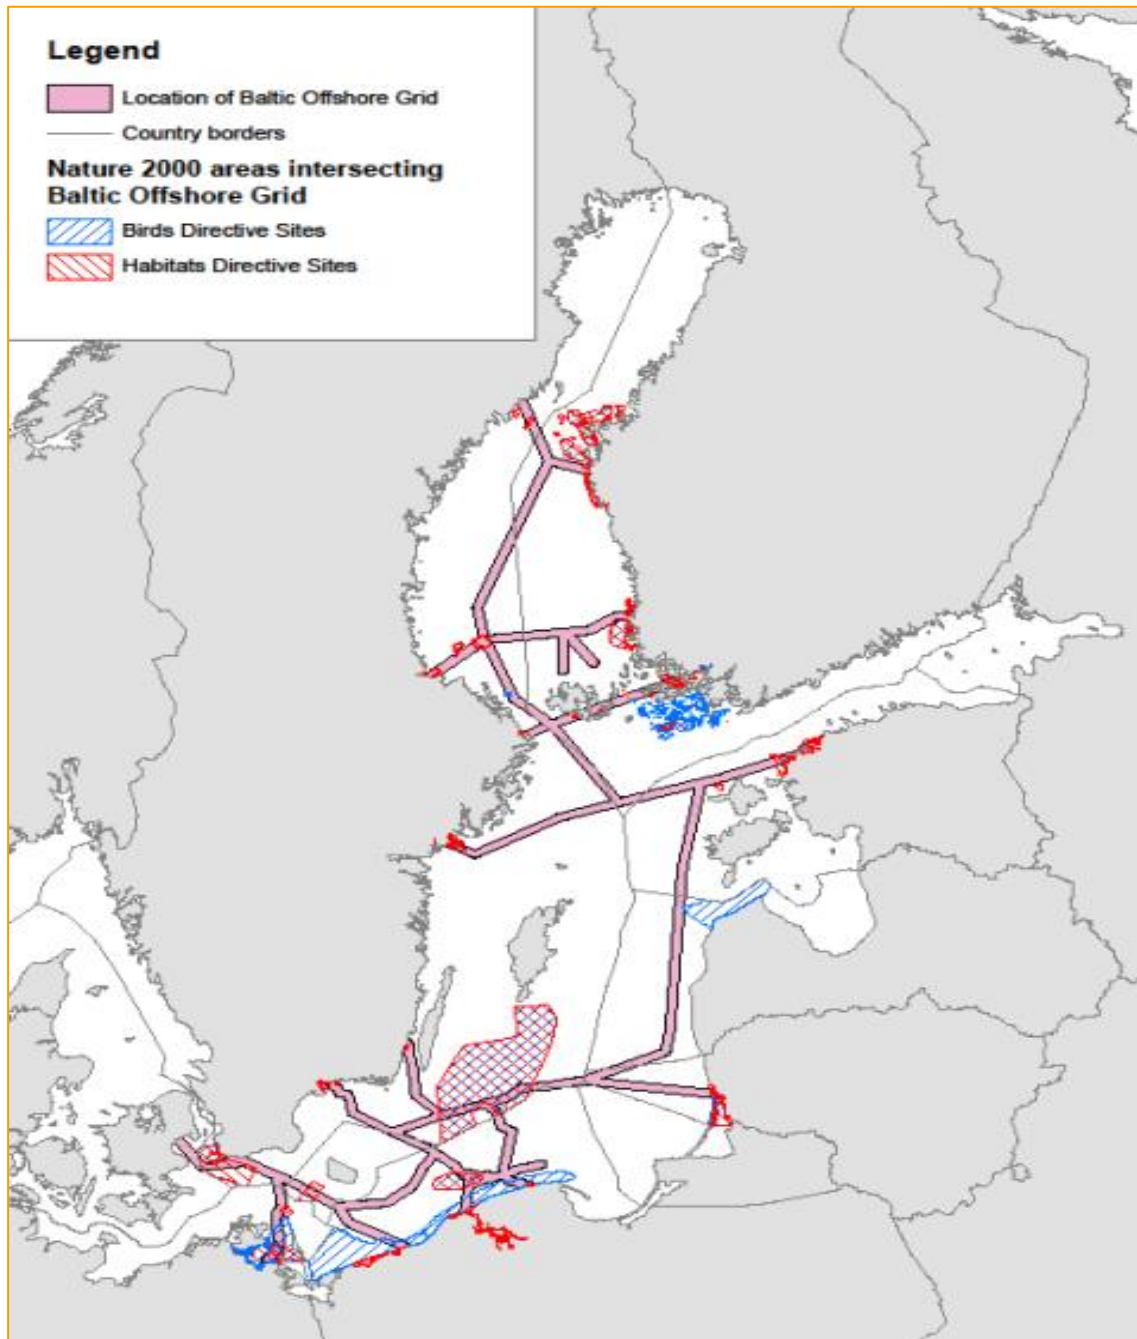 Legend
Location of Baltic Offshore Grid
Country borders
Nature 2000 areas intersecting
Baltic Offshore Grid
Birds Directive Sites
Habitats Directive Sites